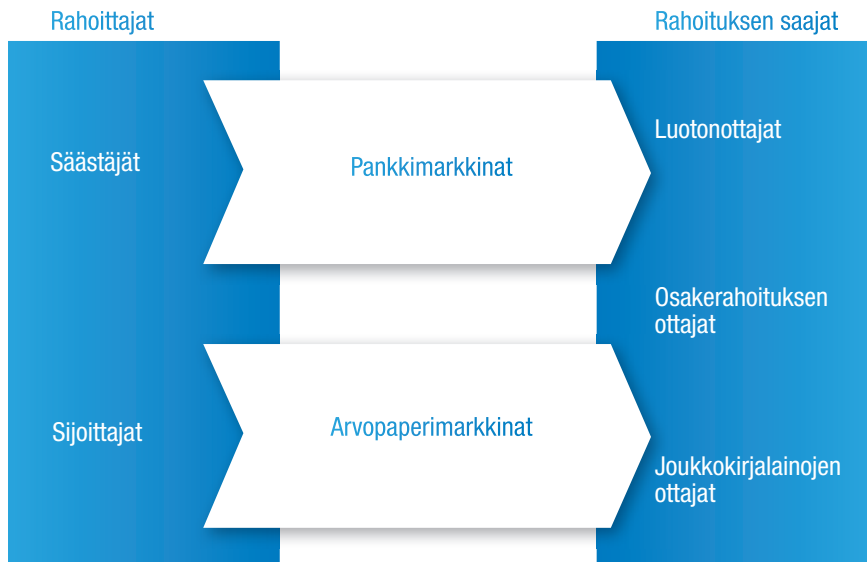 Rahoittajat
Rahoituksen saajat
Säästäjät
Pankkimarkkinat
Luotonottajat
Osakerahoituksen
ottajat
Sijoittajat
Arvopaperimarkkinat
Joukkokirjalainojen
ottajat